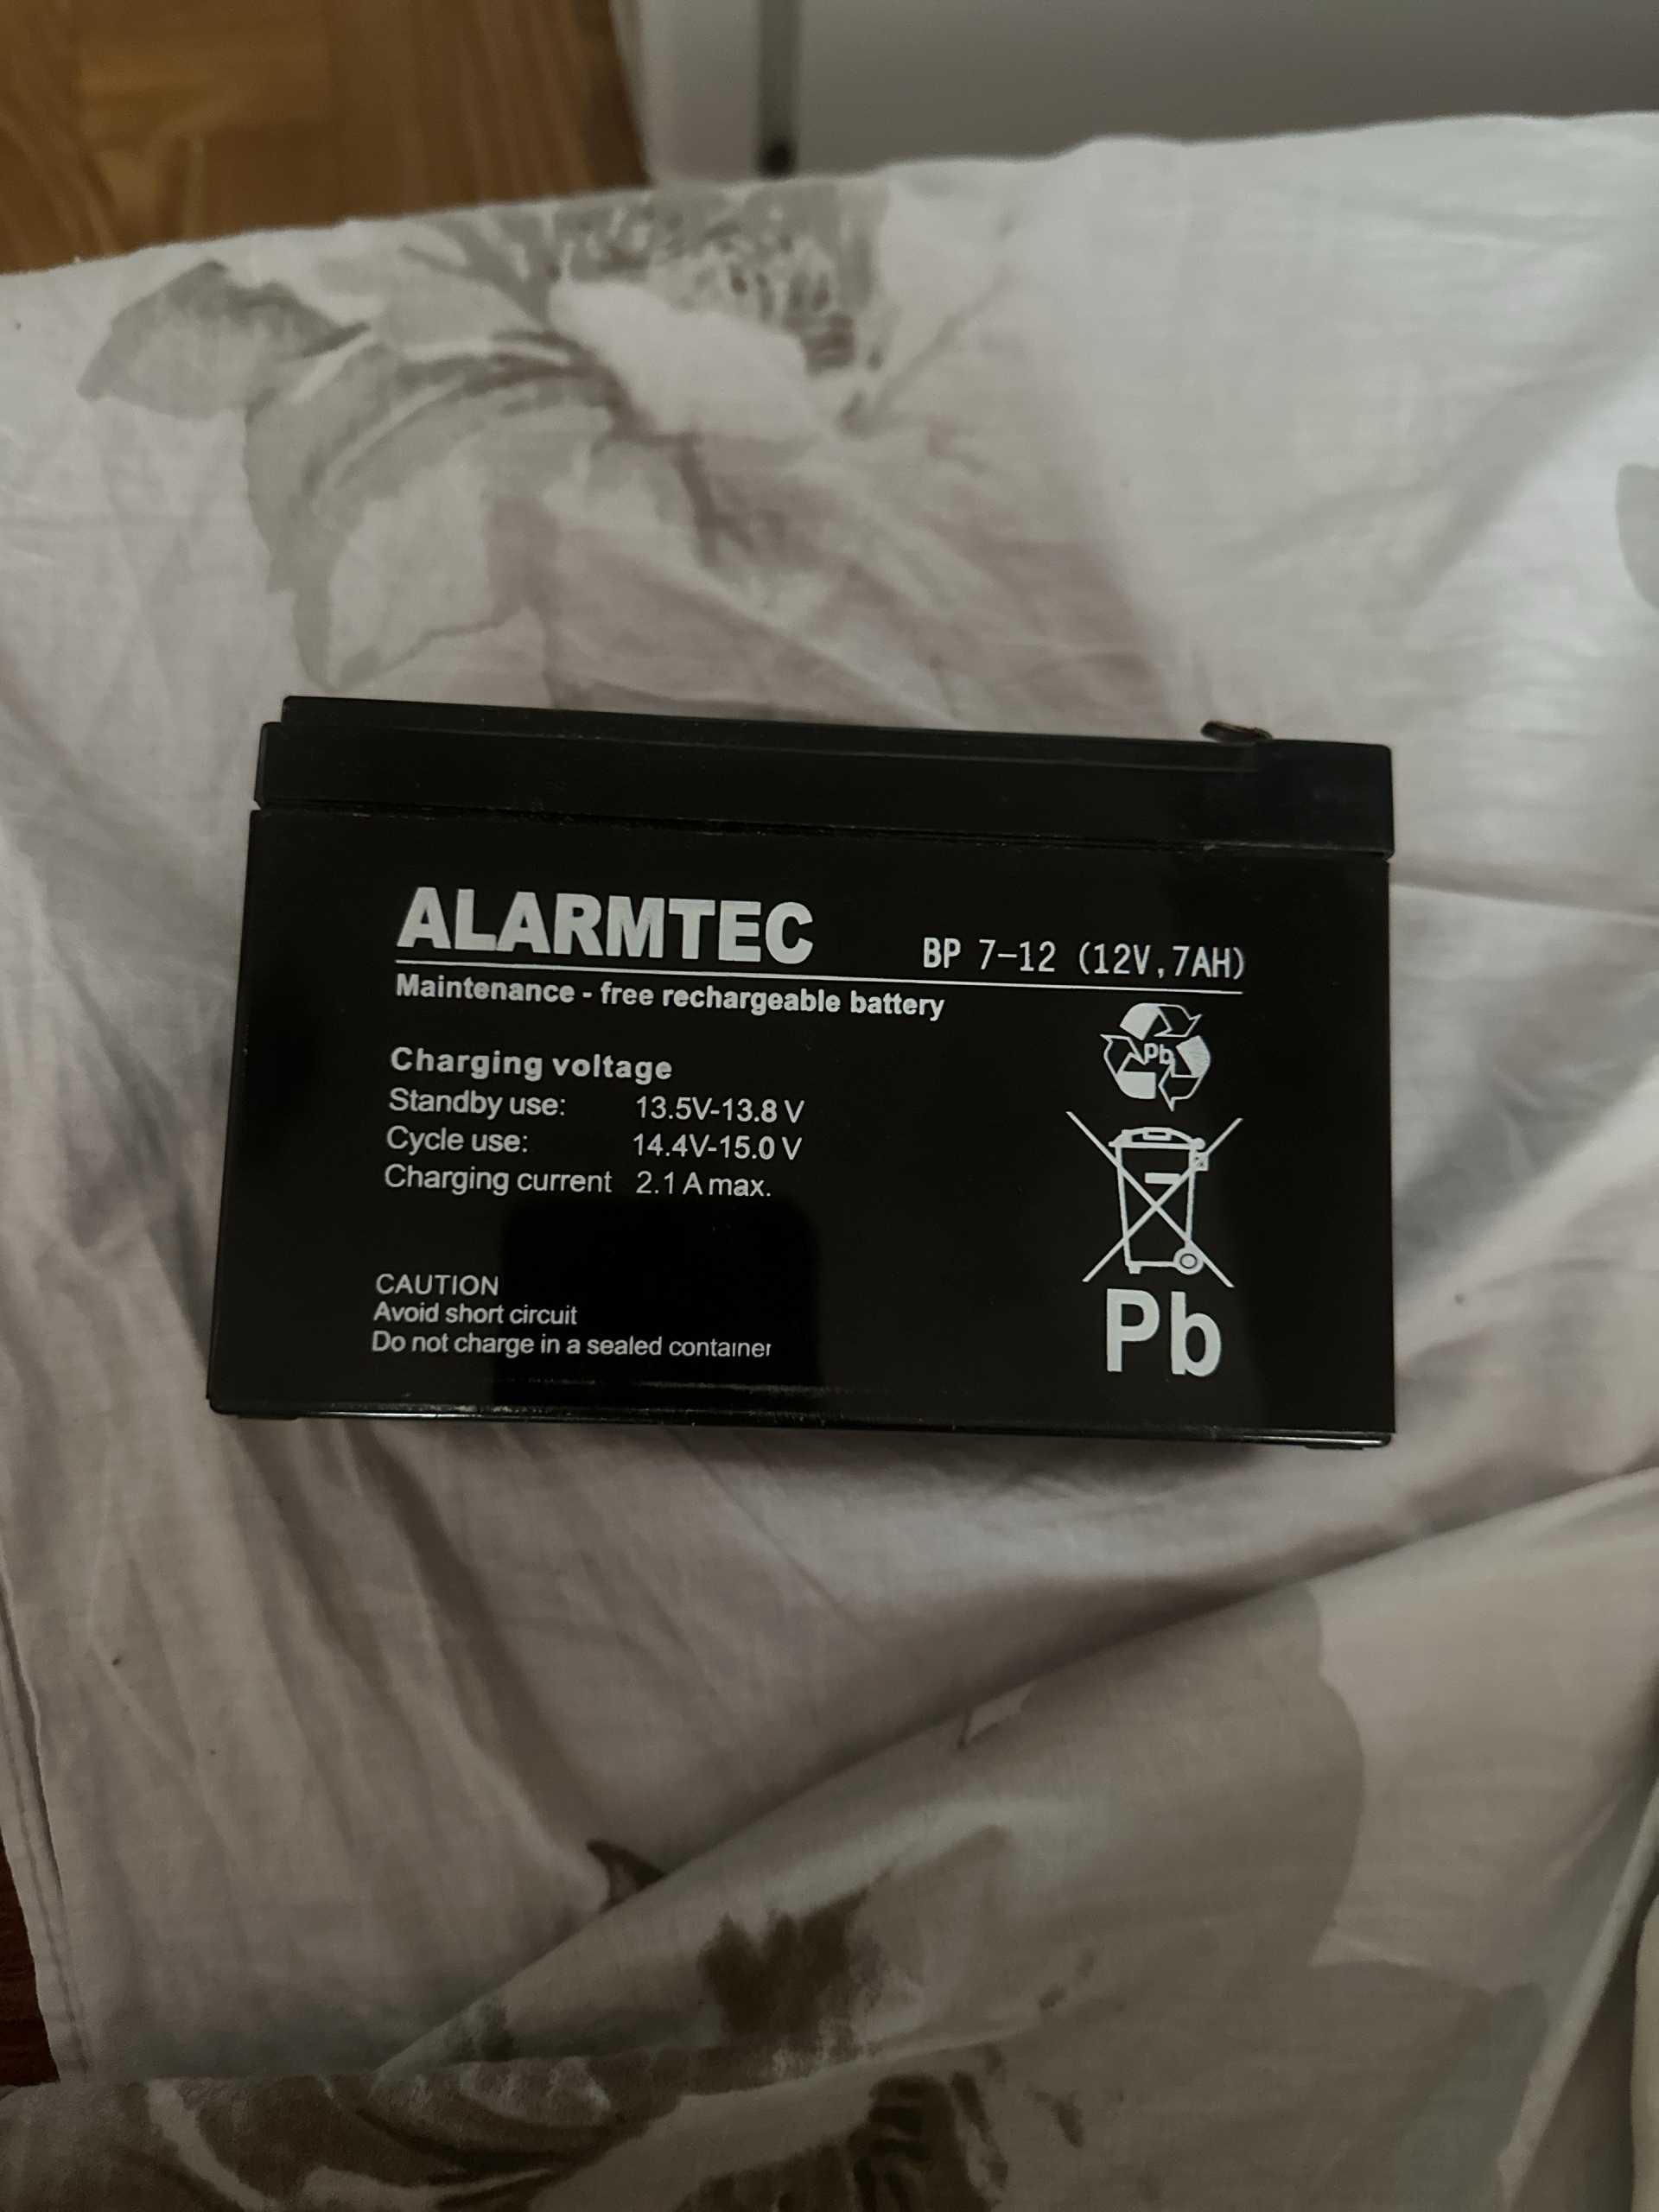 ALARMTEC BP 7-12 (12V,7AH)
Maintenance - free rechargeable battery
Pb
Charging voltage
Standby use: 13.5V-13.8 V
Cycle use: 14.4V-15.0 V
Charging current 2.1 A max.
CAUTION
Avoid short circuit
Do not charge in a sealed container
Pb